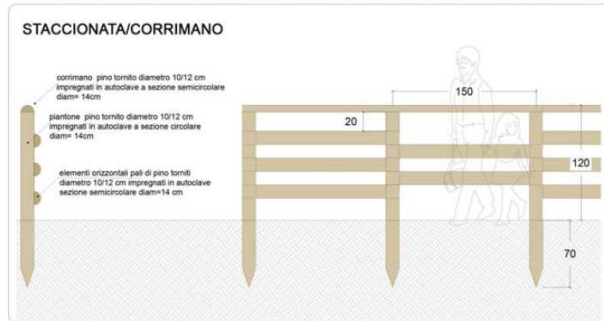 STACCIONATA/CORRIMANO
corrimano pino tornito diametro 10/12 cm
impregnati in autoclave a sezione semicircolare
diam= 14cm
piantone pino tornito diametro 10/12 cm
impregnati in autoclave a sezione circolare
diam= 14cm
elementi orizzontali pali di pino torniti
diametro 10/12 cm impregnati in autoclave
sezione semicircolare diam=14 cm
150
20
120
70